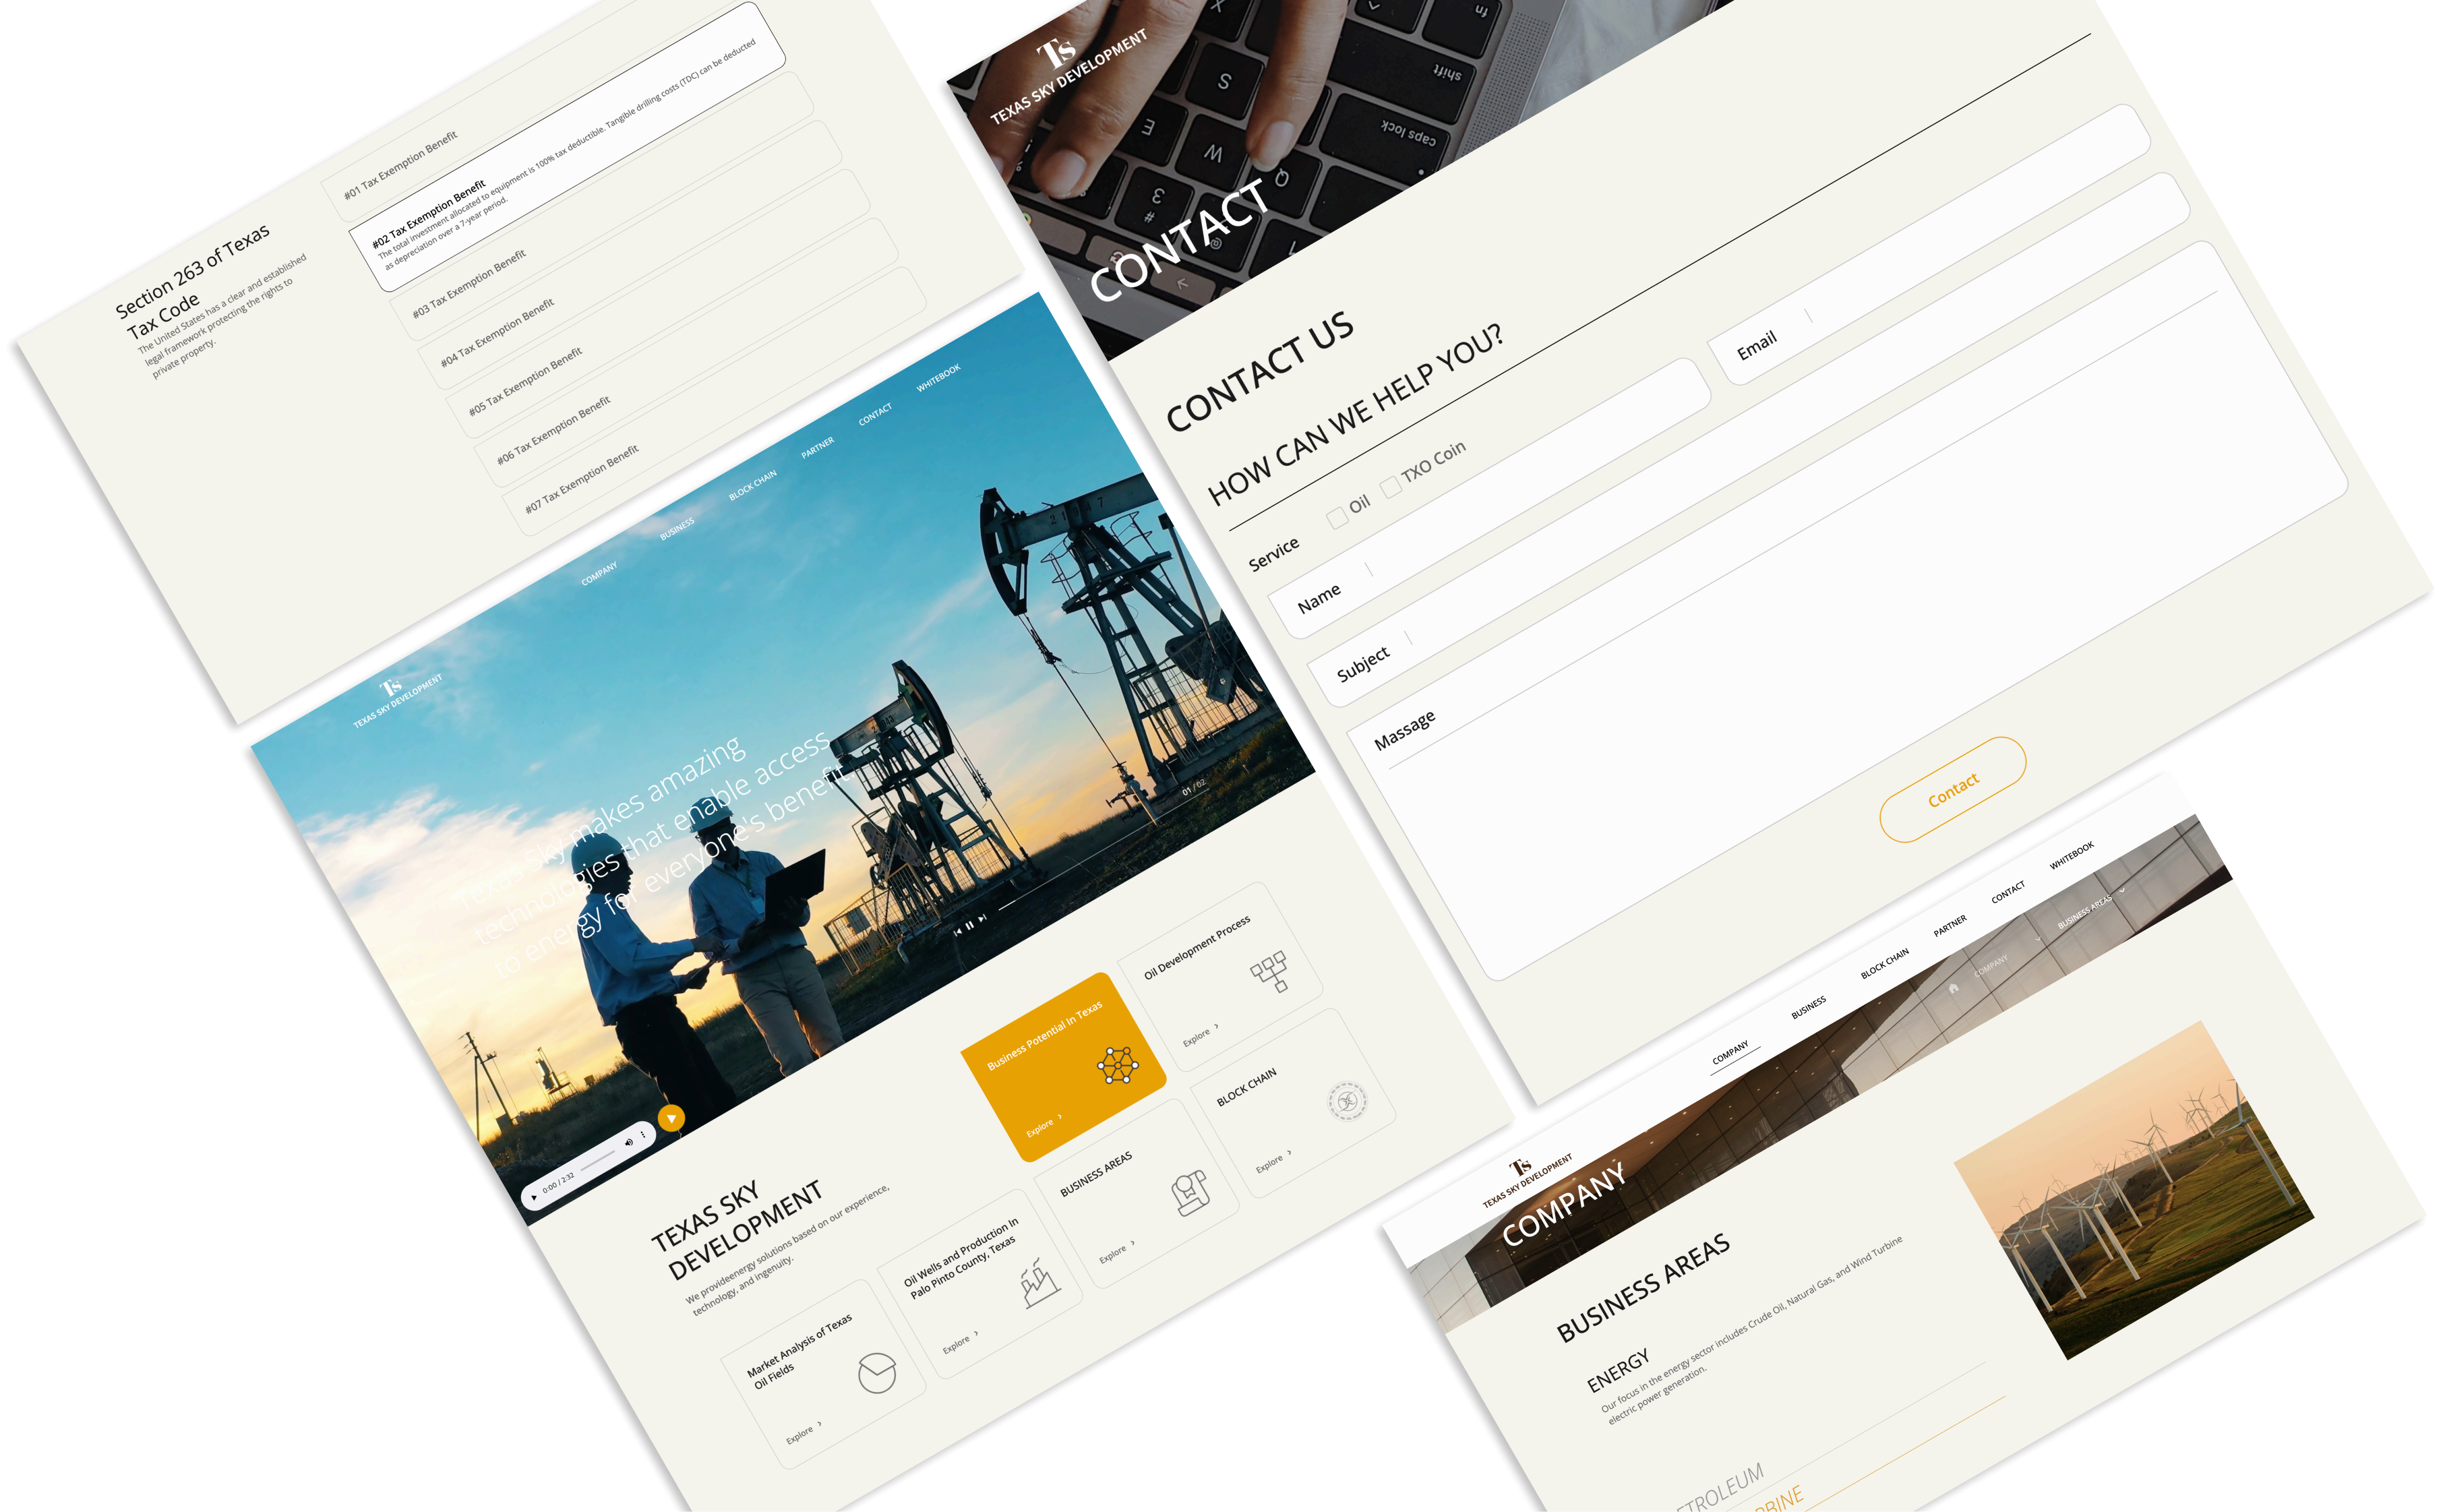 #01 Tax Exemption Benefit
#02 Tax Exemption Benefit
The total investment allocated to equipment is 100% tax deductible. Tangible drilling costs (TDC) can be deducted
as depreciation over a 7-year period.
Section 263 of Texas
Tax Code
The United States has a clear and established
legal framework protecting the rights to
private property.
#03 Tax Exemption Benefit
#04 Tax Exemption Benefit
#05 Tax Exemption Benefit
#06 Tax Exemption Benefit
#07 Tax Exemption Benefit
Ts
TEXAS SKY DEVELOPMENT
COMPANY
BUSINESS
BLOCK CHAIN
PARTNER
CONTACT
WHITEBOOK
Texas Sky makes amazing
technologies that enable access
to energy for everyone's benefit
01 / 02
0:00 / 2:32
TEXAS SKY
DEVELOPMENT
We provideenergy solutions based on our experience,
technology, and ingenuity.
Business Potential In Texas
Explore
Oil Development Process
Explore
Market Analysis of Texas
Oil Fields
Explore
Oil Wells and Production In
Palo Pinto County, Texas
Explore
BUSINESS AREAS
Explore
BLOCK CHAIN
Explore
Ts
TEXAS SKY DEVELOPMENT
S
E
W
Q
3
#
@
X
fn
shift
caps lock
CONTACT
CONTACT US
HOW CAN WE HELP YOU?
Service
Oil
TXO Coin
Name
Email
Subject
Massage
Contact
Ts
TEXAS SKY DEVELOPMENT
COMPANY
BUSINESS
BLOCK CHAIN
PARTNER
CONTACT
WHITEBOOK
COMPANY
COMPANY
BUSINESS AREAS
BUSINESS AREAS
ENERGY
Our focus in the energy sector includes Crude Oil, Natural Gas, and Wind Turbine
electric power generation.
TROLEUM
BINE